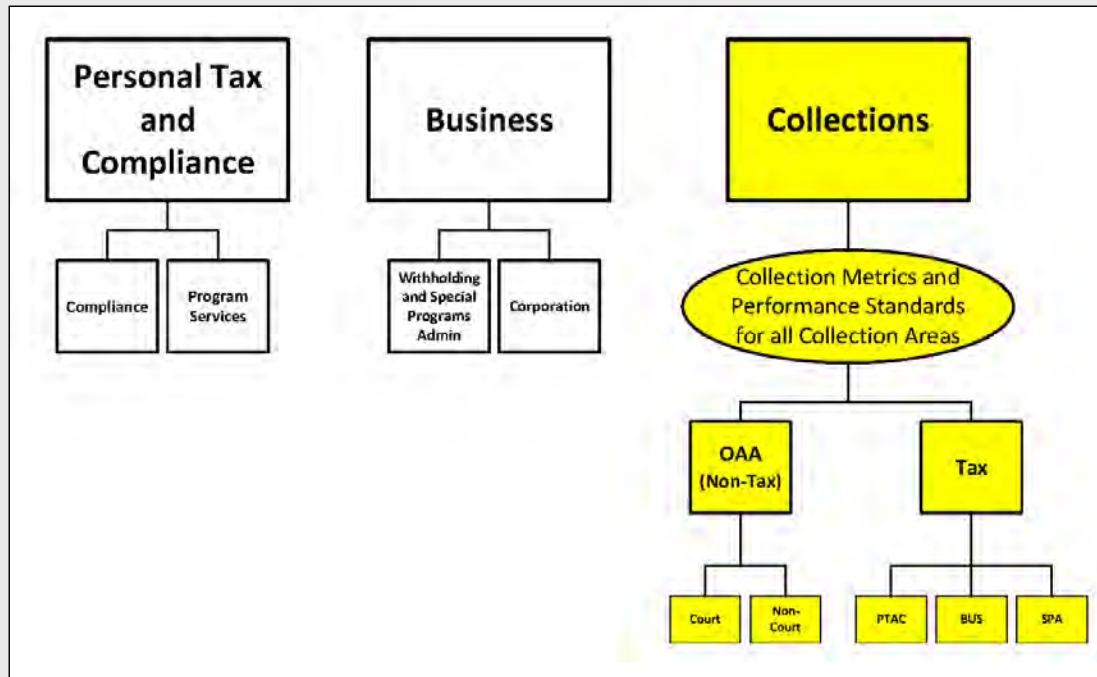 Personal Tax
and
Compliance
Business
Collections
Compliance
Program
Services
Withholding
and Special
Programs
Admin
Corporation
Collection Metrics and
Performance Standards
for all Collection Areas
OAA
(Non-Tax)
Tax
Court
Non-
Court
PTAC
BUS
SPA